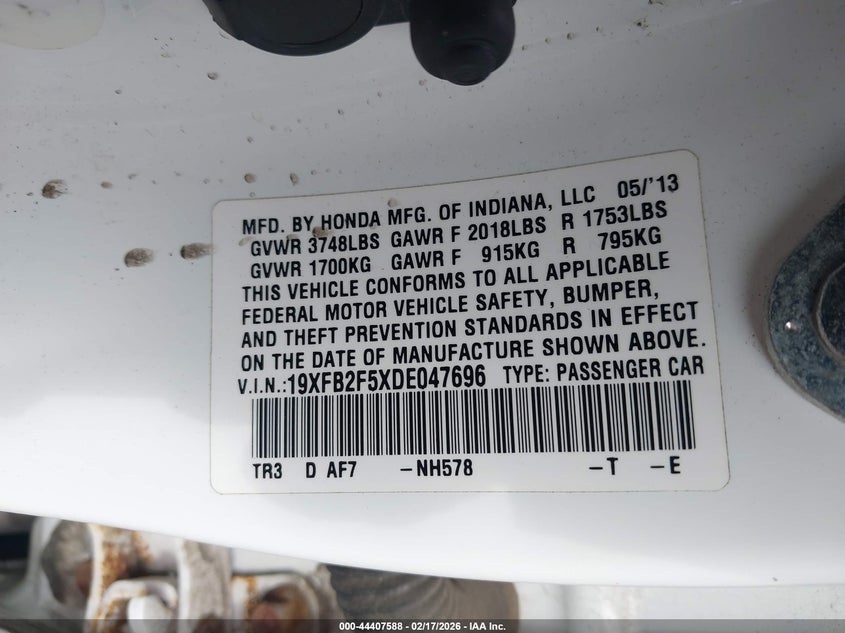 MFD. BY HONDA MFG. OF INDIANA, LLC 05/'13
GVWR 3748LBS GAWR F 2018LBS R 1753LBS
GVWR 1700KG GAWR F 915KG R 795KG
THIS VEHICLE CONFORMS TO ALL APPLICABLE
FEDERAL MOTOR VEHICLE SAFETY, BUMPER,
AND THEFT PREVENTION STANDARDS IN EFFECT
ON THE DATE OF MANUFACTURE SHOWN ABOVE.
V.I.N.:19XFB2F5XDE047696 TYPE: PASSENGER CAR
TR3 D AF7 -NH578 -T -E
000-44407588 - 02/17/2026 - IAA Inc.